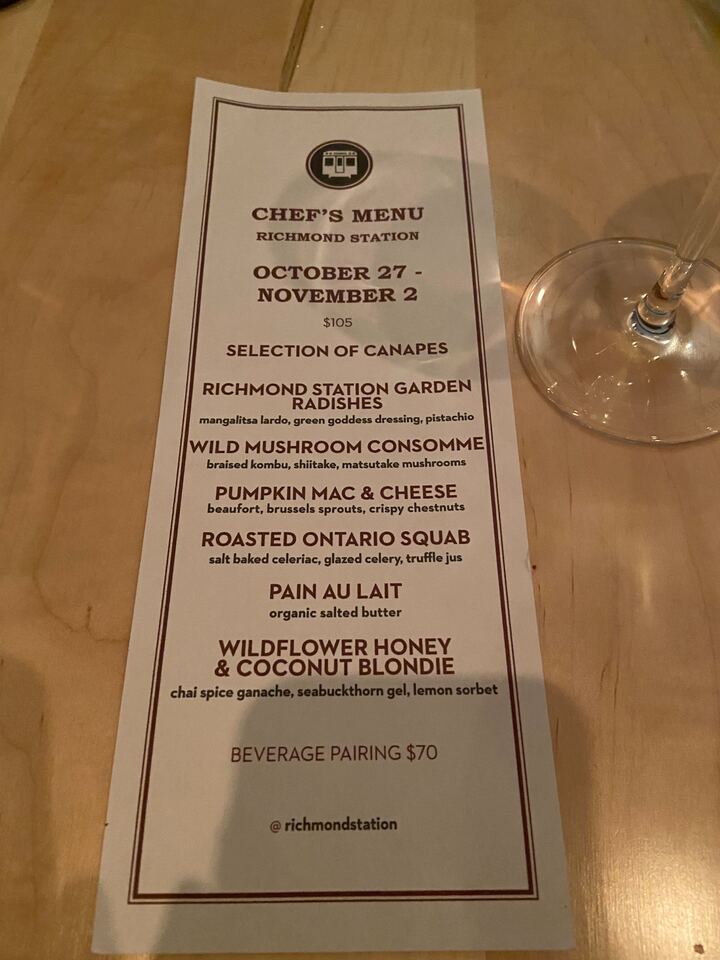 CHEF'S MENU
RICHMOND STATION
OCTOBER 27 -
NOVEMBER 2
$105
SELECTION OF CANAPES
RICHMOND STATION GARDEN
RADISHES
mangalitsa lardo, green goddess dressing, pistachio
WILD MUSHROOM CONSOMME
braised kombu, shiitake, matsutake mushrooms
PUMPKIN MAC & CHEESE
beaufort, brussels sprouts, crispy chestnuts
ROASTED ONTARIO SQUAB
salt baked celeriac, glazed celery, truffle jus
PAIN AU LAIT
organic salted butter
WILDFLOWER HONEY
& COCONUT BLONDIE
chai spice ganache, seabuckthorn gel, lemon sorbet
BEVERAGE PAIRING $70
@ richmondstation